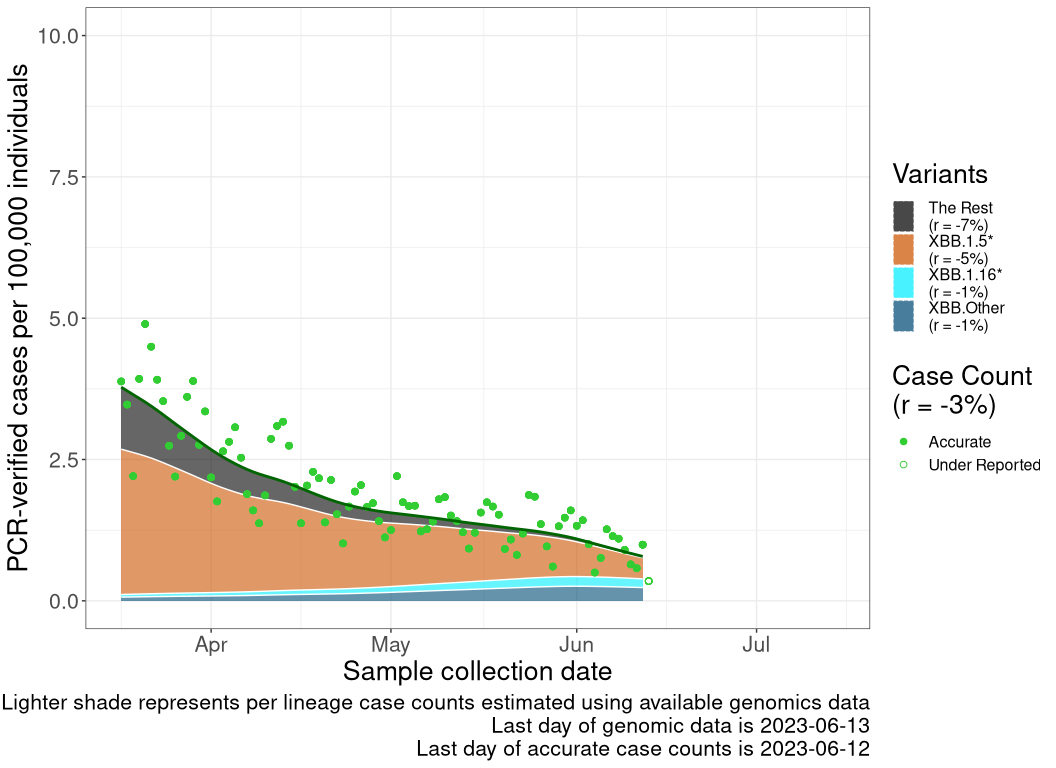 PCR-verified cases per 100,000 individuals
10.0
7.5
5.0
2.5
0.0
Apr
May
Jun
Jul
Sample collection date
Variants
The Rest
(r = -7%)
XBB.1.5*
(r = -5%)
XBB.1.16*
(r = -1%)
XBB.Other
(r = -1%)
Case Count
(r = -3%)
Accurate
Under Reported
Lighter shade represents per lineage case counts estimated using available genomics data
Last day of genomic data is 2023-06-13
Last day of accurate case counts is 2023-06-12